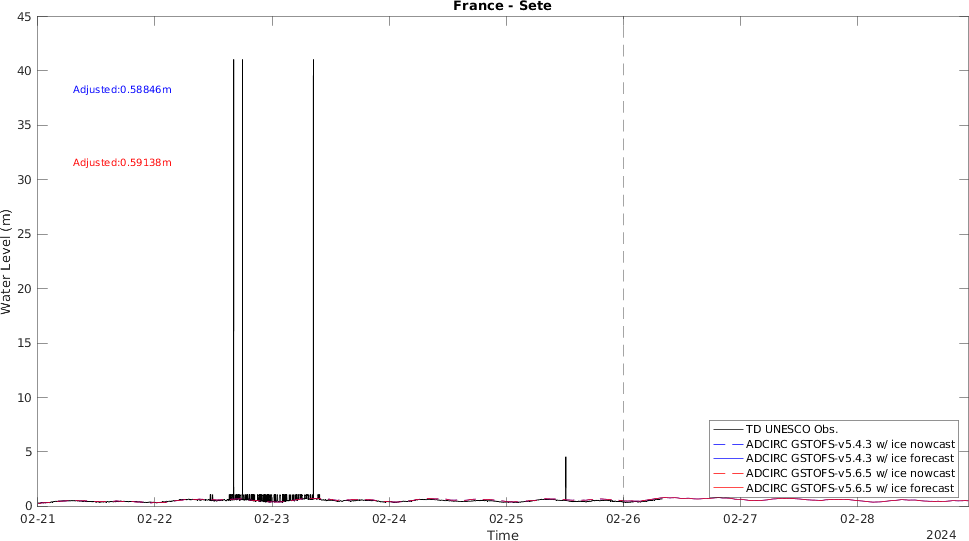 France - Sete
45
40
35
30
25
20
15
10
5
0
Water Level (m)
Adjusted:0.58846m
Adjusted:0.59138m
TD UNESCO Obs.
ADCIRC GSTOFS-v5.4.3 w/ ice nowcast
ADCIRC GSTOFS-v5.4.3 w/ ice forecast
ADCIRC GSTOFS-v5.6.5 w/ ice nowcast
ADCIRC GSTOFS-v5.6.5 w/ ice forecast
02-21 02-22 02-23 02-24 02-25 02-26 02-27 02-28
Time
2024